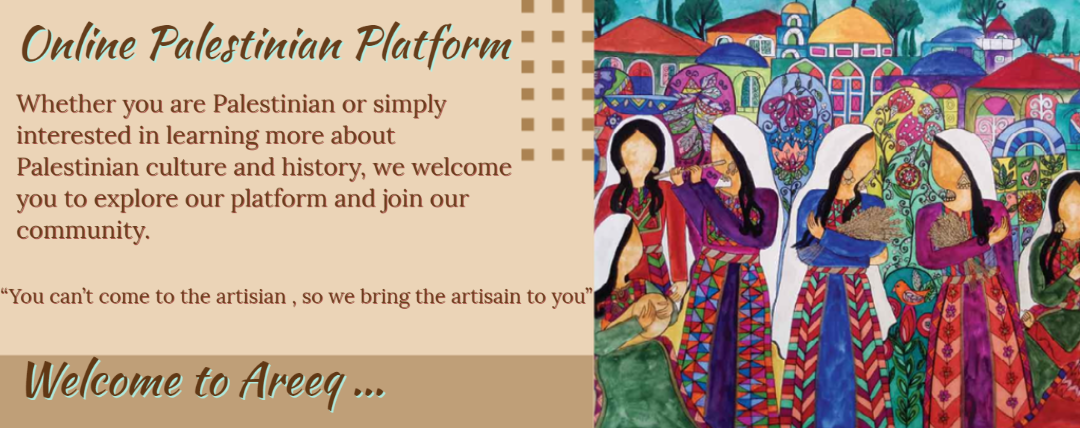 Online Palestinian Platform
Whether you are Palestinian or simply
interested in learning more about
Palestinian culture and history, we welcome
you to explore our platform and join our
community.
“You can’t come to the artisian , so we bring the artisain to you”
Welcome to Areeq ...